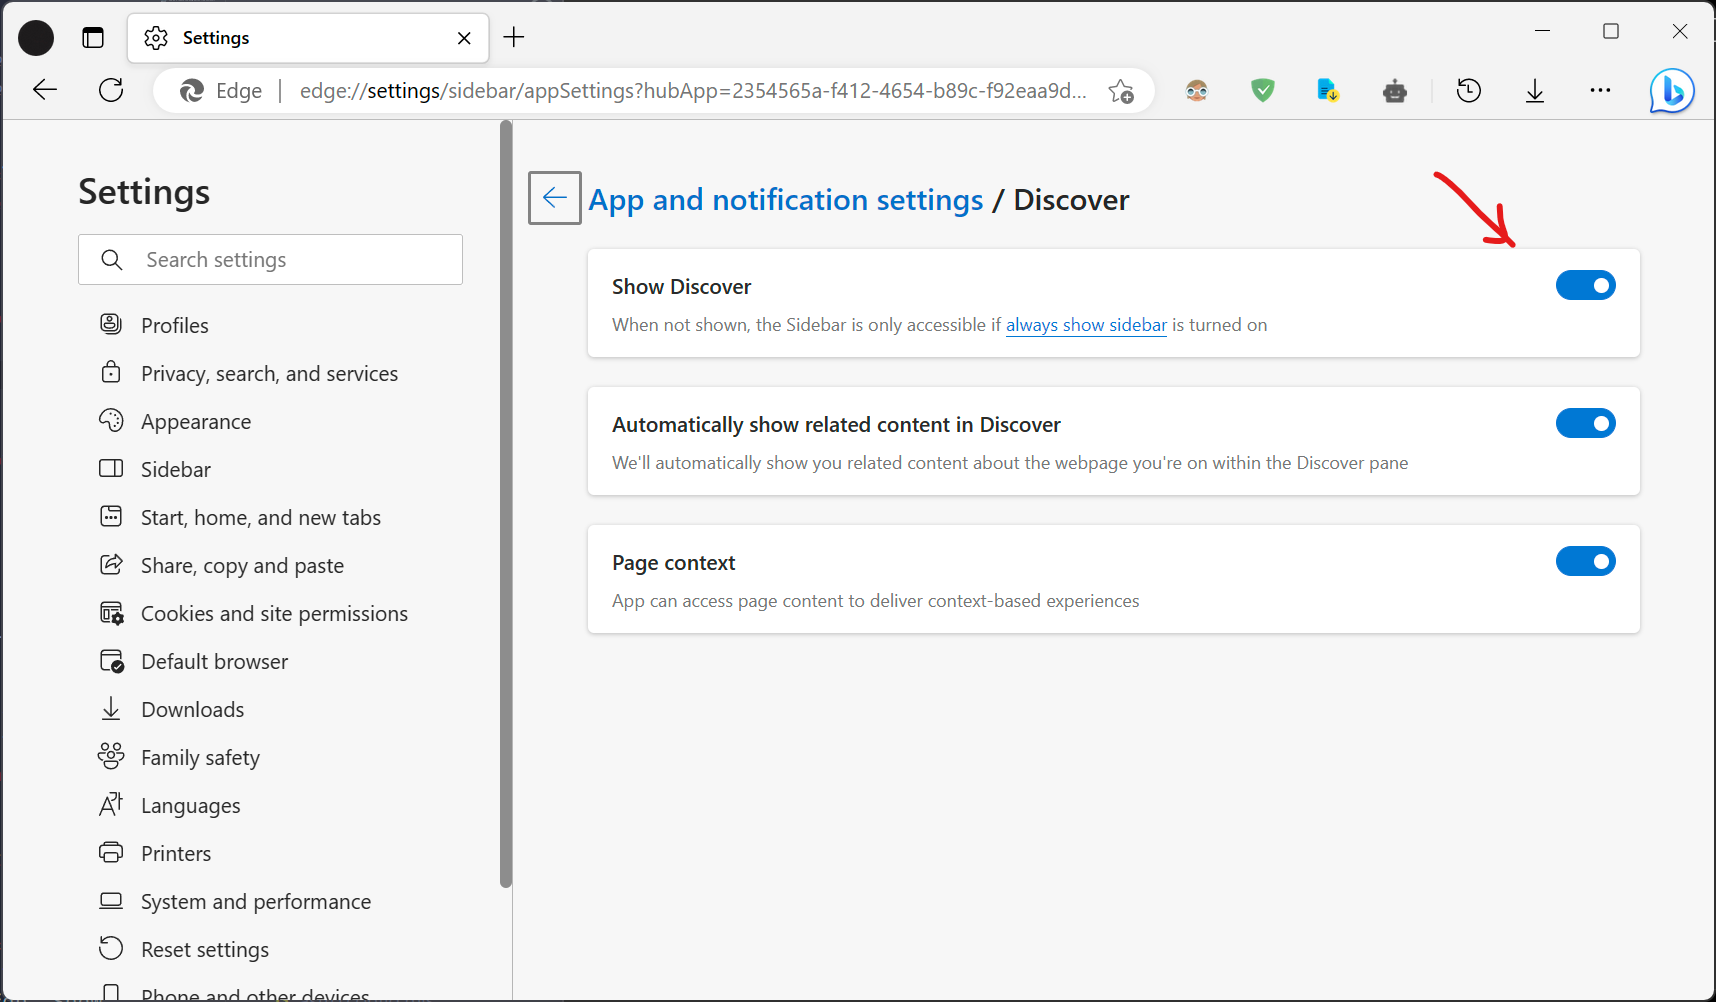 Settings
Edge
edge://settings/sidebar/appSettings?hubApp=2354565a-f412-4654-b89c-f92eaa9d...
Settings
Search settings
Profiles
Privacy, search, and services
Appearance
Sidebar
Start, home, and new tabs
Share, copy and paste
Cookies and site permissions
Default browser
Downloads
Family safety
Languages
Printers
System and performance
Reset settings
Phone and other devices
App and notification settings / Discover
Show Discover
When not shown, the Sidebar is only accessible if always show sidebar is turned on
Automatically show related content in Discover
We'll automatically show you related content about the webpage you're on within the Discover pane
Page context
App can access page content to deliver context-based experiences